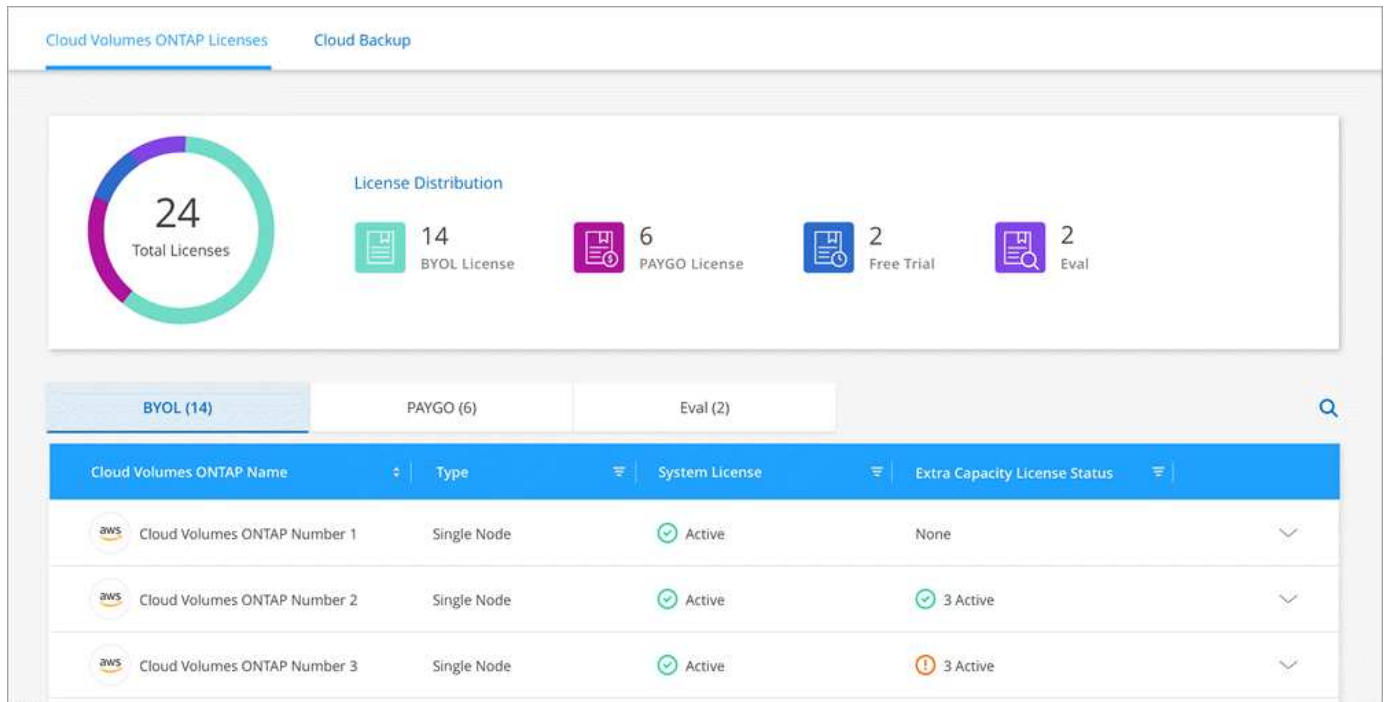 Cloud Volumes ONTAP Licenses Cloud Backup
24
Total Licenses
License Distribution
14
BYOL License
6
PAYGO License
2
Free Trial
2
Eval
BYOL (14) PAYGO (6) Eval (2)
Cloud Volumes ONTAP Name Type System License Extra Capacity License Status
aws Cloud Volumes ONTAP Number 1 Single Node Active None
aws Cloud Volumes ONTAP Number 2 Single Node Active 3 Active
aws Cloud Volumes ONTAP Number 3 Single Node Active 3 Active